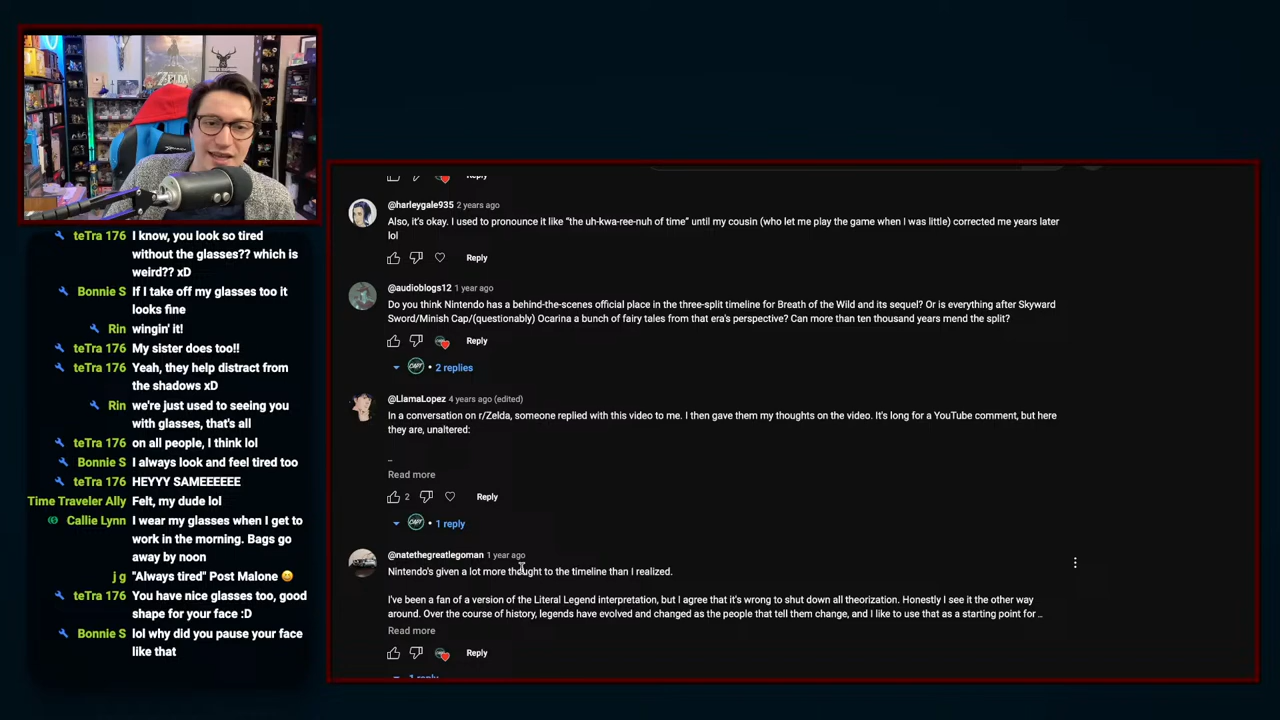 ZELDA
teTra 176 I know, you look so tired
without the glasses?? which is
weird?? xD
Bonnie S If I take off my glasses too it
looks fine
Rin wingin' it!
teTra 176 My sister does too!!
teTra 176 Yeah, they help distract from
the shadows xD
Rin we're just used to seeing you
with glasses, that's all
teTra 176 on all people, I think lol
Bonnie S I always look and feel tired too
teTra 176 HEYYY SAMEEEEEE
Time Traveler Ally Felt, my dude lol
Callie Lynn I wear my glasses when I get to
work in the morning. Bags go
away by noon
j g "Always tired" Post Malone 😃
teTra 176 You have nice glasses too, good
shape for your face :D
Bonnie S lol why did you pause your face
like that
Reply
@harleygale935 2 years ago
Also, it's okay. I used to pronounce it like “the uh-kwa-ree-nuh of time” until my cousin (who let me play the game when I was little) corrected me years later
lol
Reply
@audioblogs12 1 year ago
Do you think Nintendo has a behind-the-scenes official place in the three-split timeline for Breath of the Wild and its sequel? Or is everything after Skyward
Sword/Minish Cap/(questionably) Ocarina a bunch of fairy tales from that era's perspective? Can more than ten thousand years mend the split?
Reply
2 replies
@LlamaLopez 4 years ago (edited)
In a conversation on r/Zelda, someone replied with this video to me. I then gave them my thoughts on the video. It's long for a YouTube comment, but here
they are, unaltered:
..
Read more
2 Reply
1 reply
@natethegreatlegoman 1 year ago
Nintendo's given a lot more thought to the timeline than I realized.
I've been a fan of a version of the Literal Legend interpretation, but I agree that it's wrong to shut down all theorization. Honestly I see it the other way
around. Over the course of history, legends have evolved and changed as the people that tell them change, and I like to use that as a starting point for ..
Read more
Reply
1 reply